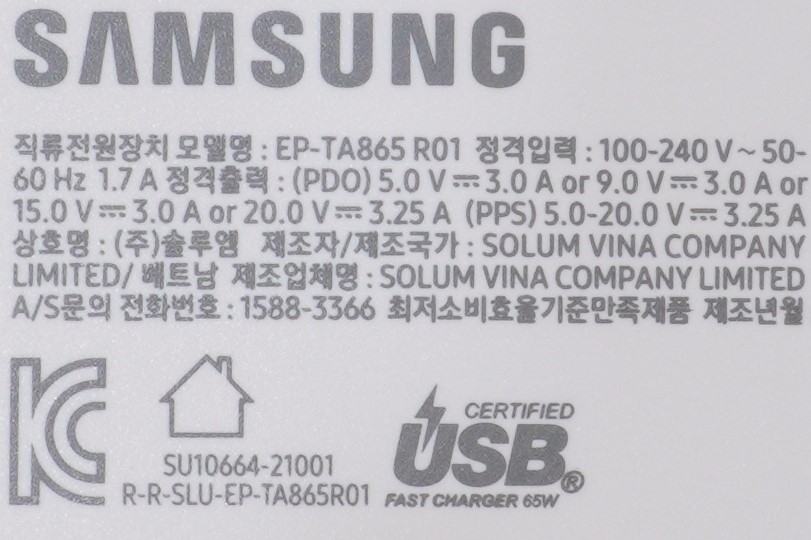 SAMSUNG
직류전원장치 모델명 : EP-TA865 R01 정격입력 : 100-240 V ~ 50-
60 Hz 1.7 A 정격출력 : (PDO) 5.0 V ⎓ 3.0 A or 9.0 V ⎓ 3.0 A or
15.0 V ⎓ 3.0 A or 20.0 V ⎓ 3.25 A (PPS) 5.0-20.0 V ⎓ 3.25 A
상호명 : (주)솔루엠 제조자/제조국가 : SOLUM VINA COMPANY
LIMITED/ 베트남 제조업체명 : SOLUM VINA COMPANY LIMITED
A/S문의 전화번호 : 1588-3366 최저소비효율기준만족제품 제조년월
KC
SU10664-21001
R-R-SLU-EP-TA865R01
CERTIFIED
USB®
FAST CHARGER 65W